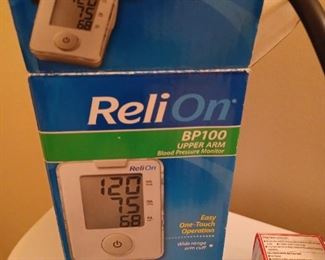 ReliOn
BP100
UPPER ARM
Blood Pressure Monitor
ReliOn
120
75
68
Easy
One-Touch
Operation
Wide range
arm cuff